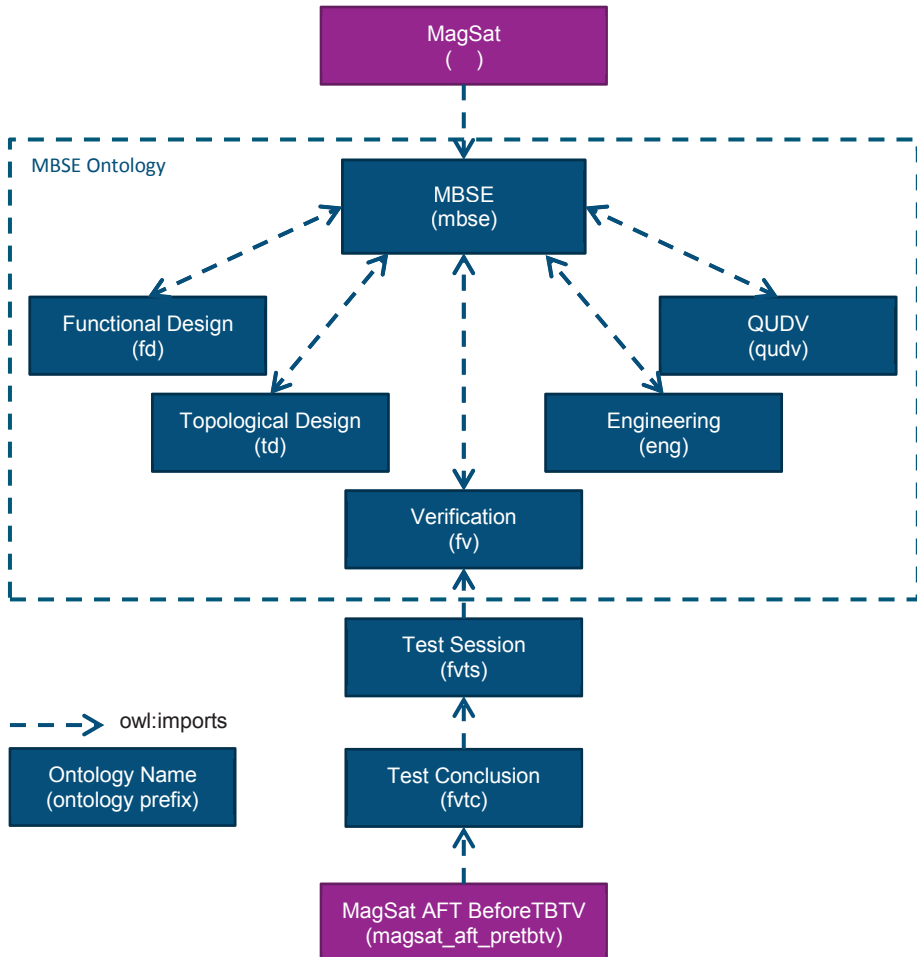 MagSat
( )
MBSE Ontology
MBSE
(mbse)
Functional Design
(fd)
QUDV
(qudv)
Topological Design
(td)
Engineering
(eng)
Verification
(fv)
Test Session
(fvts)
owl:imports
Ontology Name
(ontology prefix)
Test Conclusion
(fvtc)
MagSat AFT BeforeTBTV
(magsat_aft_pretbtv)